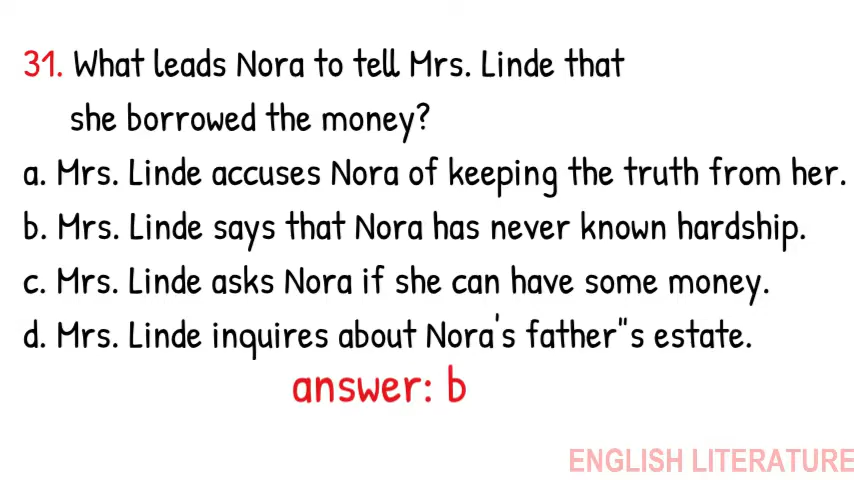 31. What leads Nora to tell Mrs. Linde that
she borrowed the money?
a. Mrs. Linde accuses Nora of keeping the truth from her.
b. Mrs. Linde says that Nora has never known hardship.
c. Mrs. Linde asks Nora if she can have some money.
d. Mrs. Linde inquires about Nora's father"s estate.
answer: b
ENGLISH LITERATURE